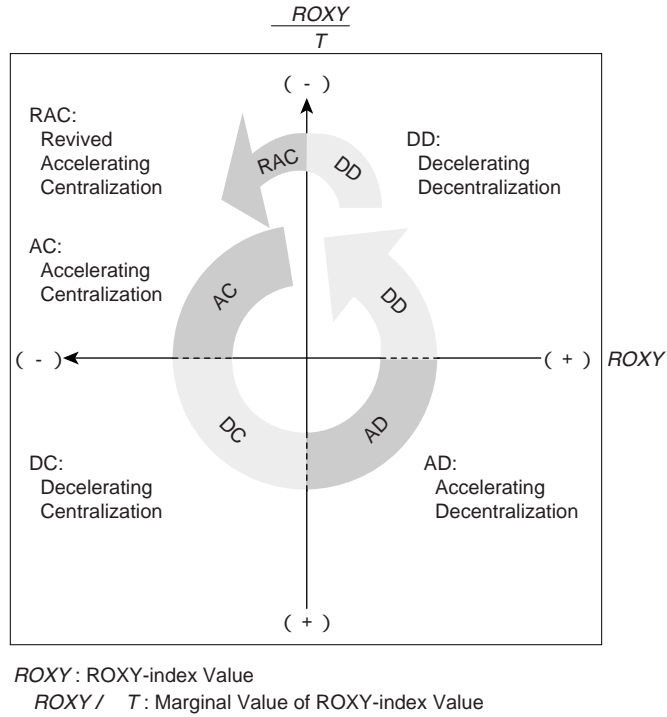 ROXY
T
( - )
RAC:
Revived
Accelerating
Centralization
RAC
DD
DD:
Decelerating
Decentralization
AC:
Accelerating
Centralization
AC
DD
( - )
( + )
ROXY
DC
AD
DC:
Decelerating
Centralization
AD:
Accelerating
Decentralization
( + )
ROXY : ROXY-index Value
ROXY / T : Marginal Value of ROXY-index Value